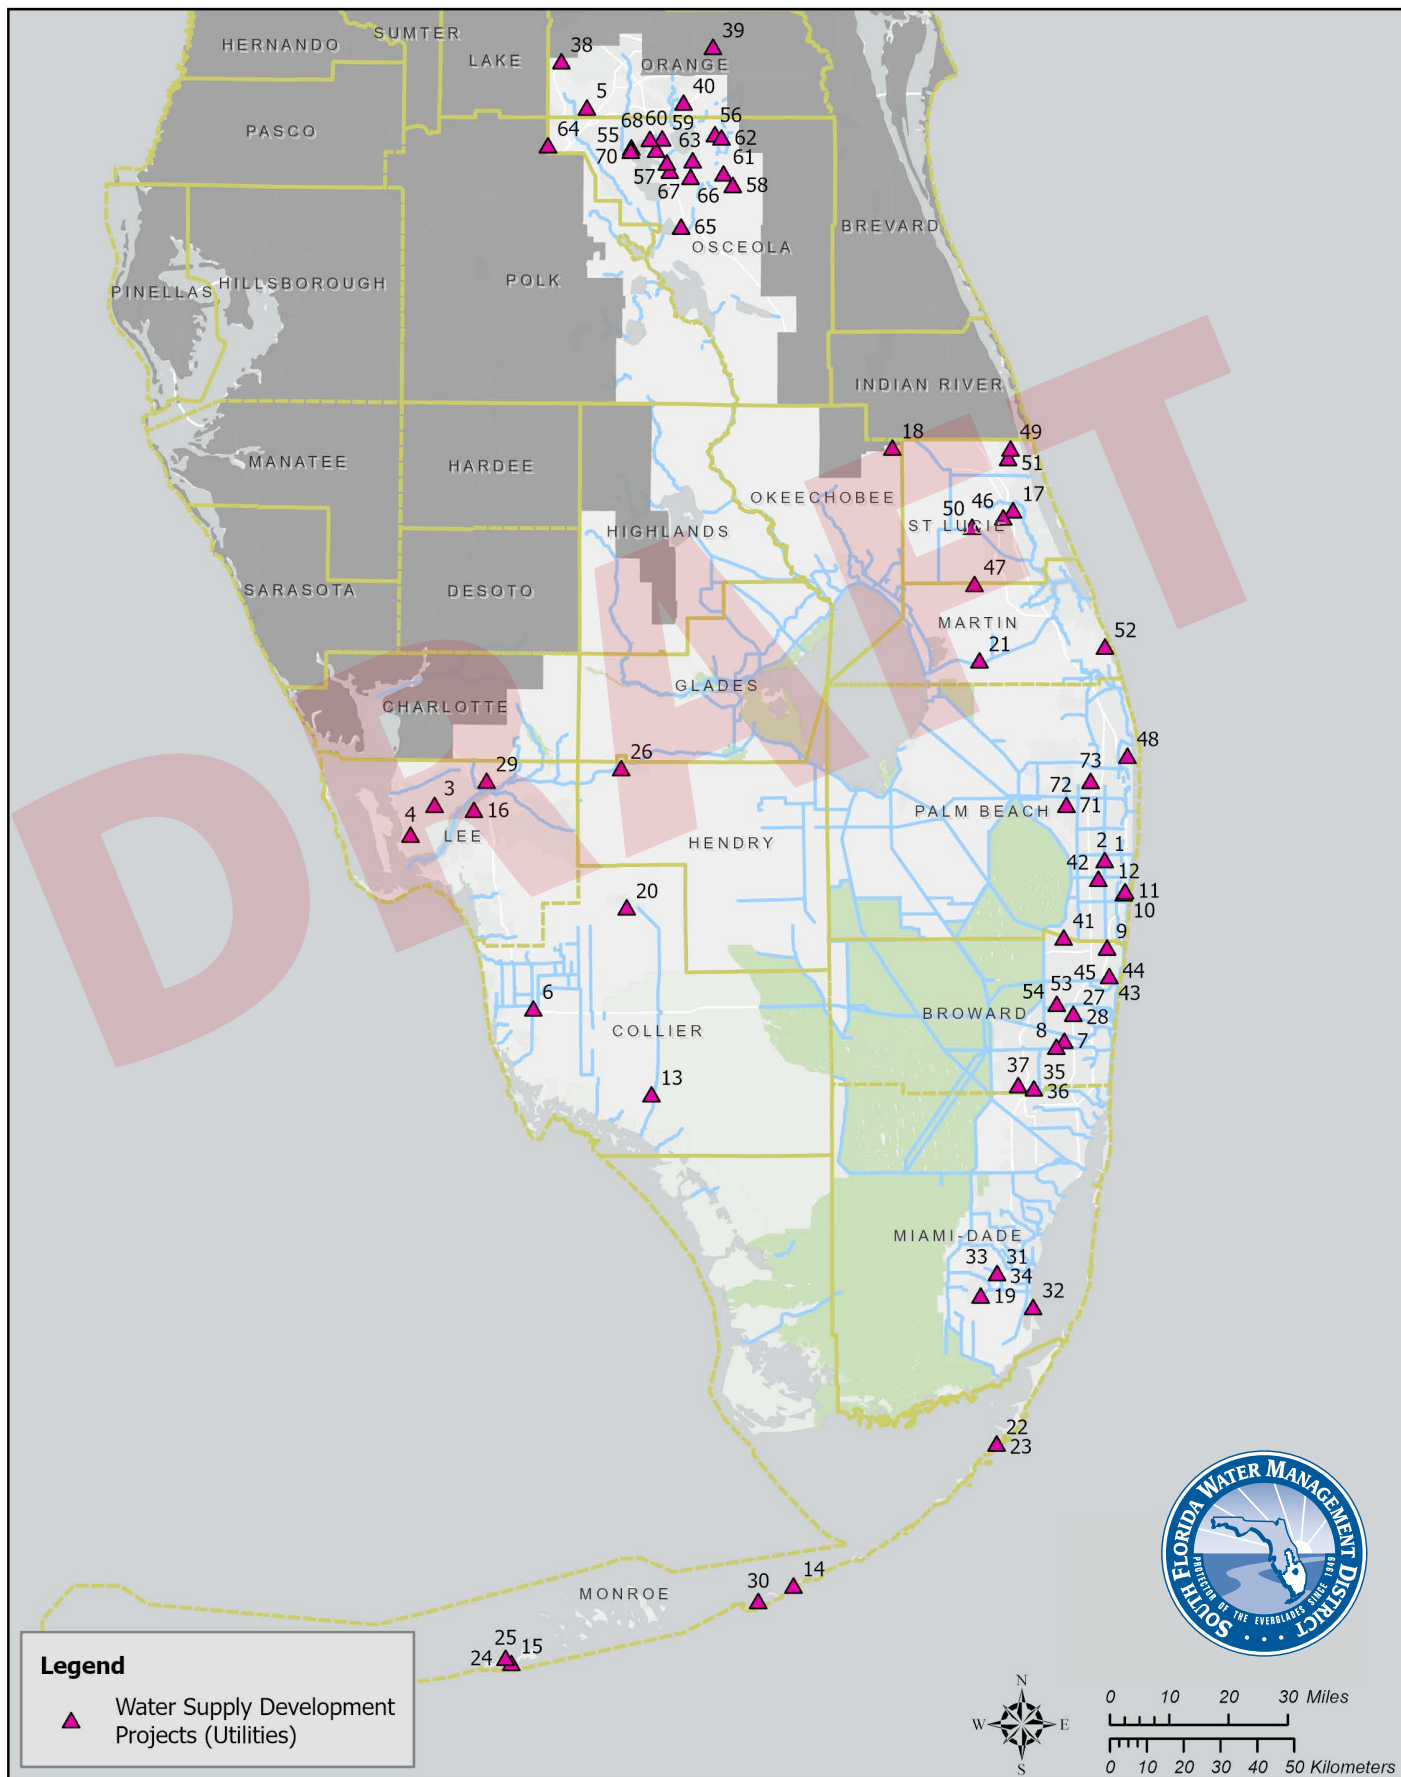 SUMTER
HERNANDO
39
38
LAKE
ORANGE
5
40
PASCO
64
55
68
60
59
56
63
62
70
61
57
67
66
58
65
BREVARD
OSCEOLA
POLK
HILLSBOROUGH
PINELLAS
INDIAN RIVER
18
49
MANATEE
HARDEE
51
OKEECHOBEE
17
50
46
ST LUCIE
HIGHLANDS
47
SARASOTA
DESOTO
MARTIN
52
21
GLADES
CHARLOTTE
48
26
29
73
3
72
71
16
PALM BEACH
4
LEE
HENDRY
2
1
42
12
11
20
10
41
9
45
44
6
54
53
27
43
BROWARD
28
COLLIER
8
7
37
35
13
36
MIAMI-DADE
33
31
34
19
32
22
23
14
30
MONROE
25
15
24
DRAFT
SOUTH FLORIDA WATER MANAGEMENT DISTRICT
PROTECTOR OF THE EVERGLADES SINCE 1949
Legend
Water Supply Development
Projects (Utilities)
N
W
E
S
0 10 20 30 Miles
0 10 20 30 40 50 Kilometers